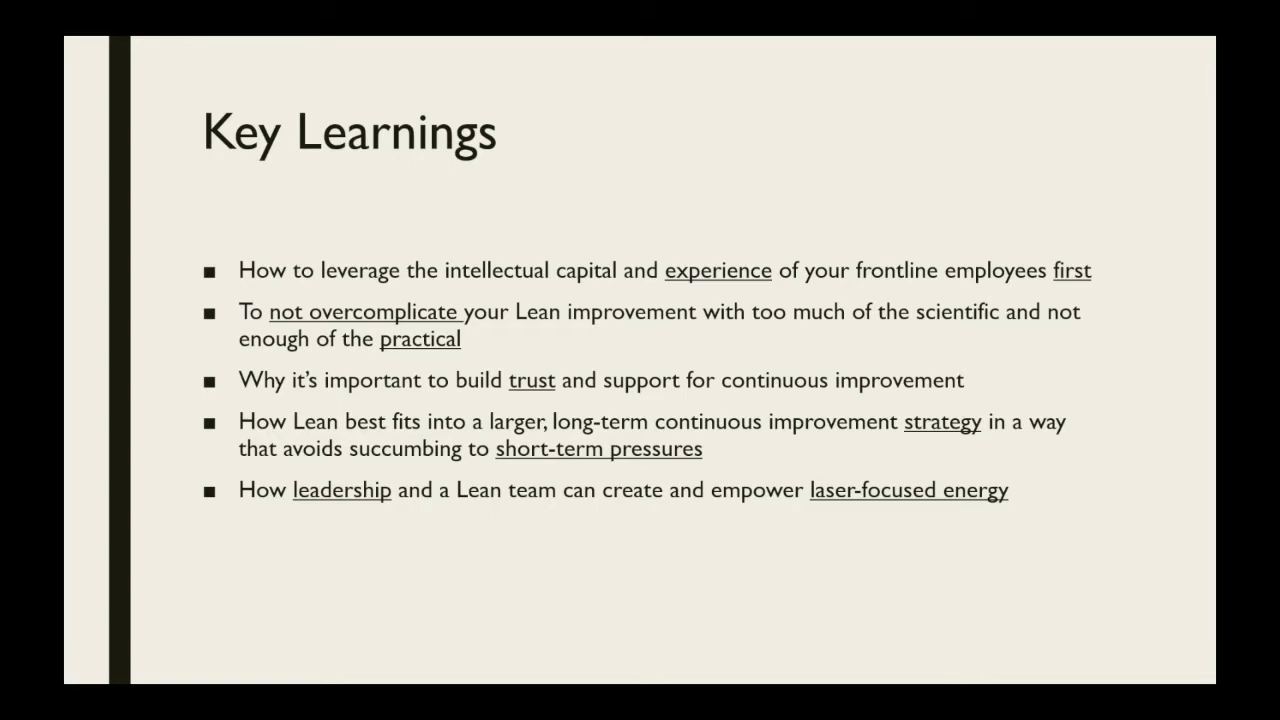 Key Learnings
■ How to leverage the intellectual capital and experience of your frontline employees first
■ To not overcomplicate your Lean improvement with too much of the scientific and not
enough of the practical
■ Why it’s important to build trust and support for continuous improvement
■ How Lean best fits into a larger, long-term continuous improvement strategy in a way
that avoids succumbing to short-term pressures
■ How leadership and a Lean team can create and empower laser-focused energy